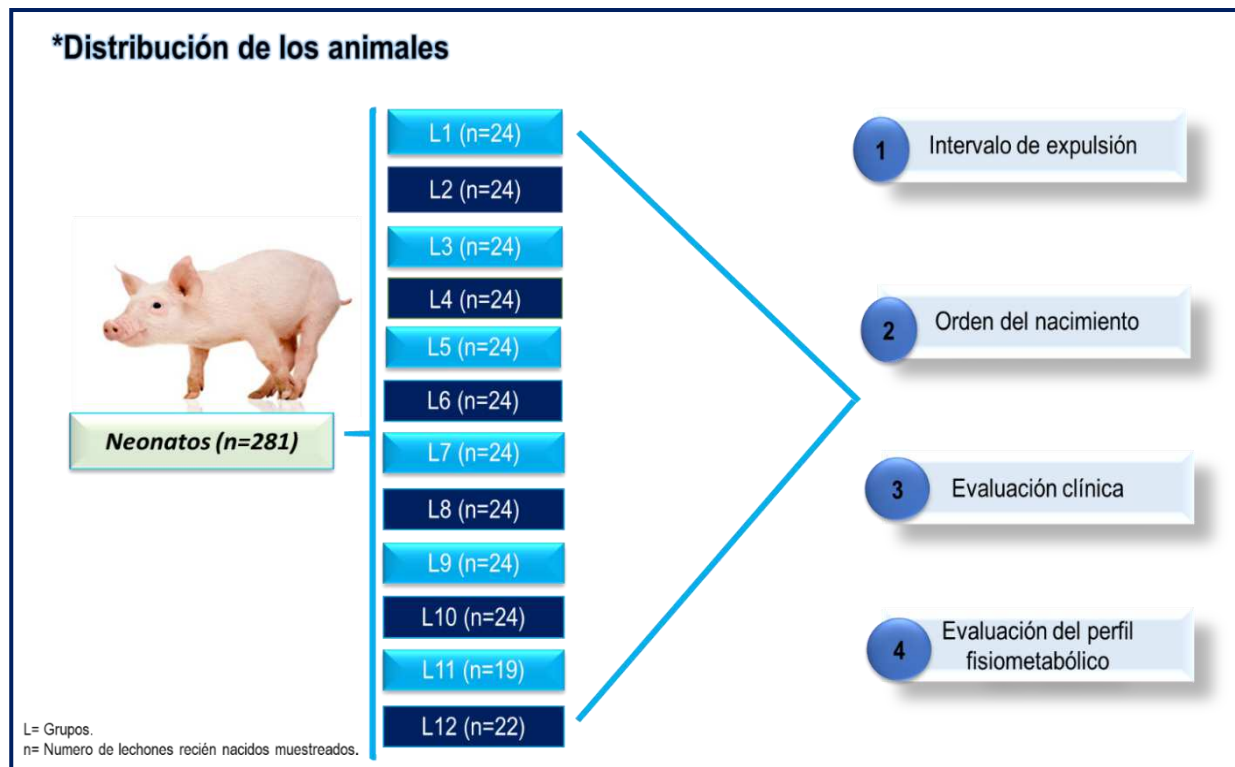 *Distribución de los animales
Neonatos (n=281)
L1 (n=24)
L2 (n=24)
L3 (n=24)
L4 (n=24)
L5 (n=24)
L6 (n=24)
L7 (n=24)
L8 (n=24)
L9 (n=24)
L10 (n=24)
L11 (n=19)
L12 (n=22)
1
Intervalo de expulsión
2
Orden del nacimiento
3
Evaluación clínica
4
Evaluación del perfil
fisiometabólico
L= Grupos.
n= Numero de lechones recién nacidos muestreados.